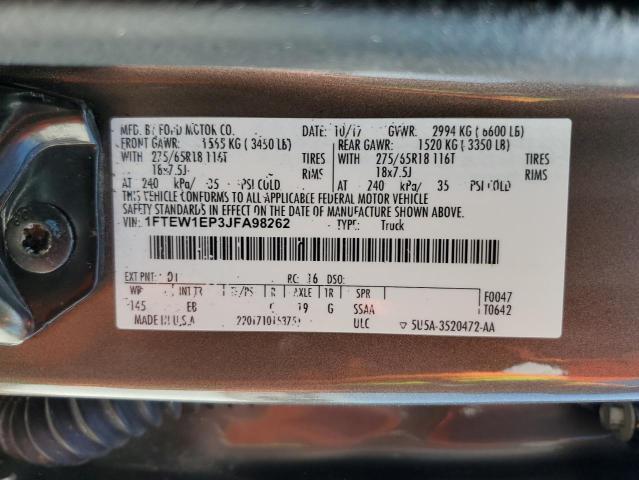 MFG. BY FORD MOTOR CO. DATE: 10/17 GVWR: 2994 KG (6600 LB)
FRONT GAWR: 1565 KG (3450 LB) REAR GAWR: 1520 KG (3350 LB)
WITH 275/65R18 116T TIRES WITH 275/65R18 116T TIRES
18x7.5J RIMS 18x7.5J RIMS
AT 240 kPa/ 35 PSI COLD AT 240 kPa/ 35 PSI COLD
THIS VEHICLE CONFORMS TO ALL APPLICABLE FEDERAL MOTOR VEHICLE
SAFETY STANDARDS IN EFFECT ON THE DATE OF MANUFACTURE SHOWN ABOVE.
VIN: 1FTEW1EP3JFA98262 TYPE: Truck
EXT PNT: RC: 16 DSO:
WB INT TR TP/PS R AXLE TR SPR F0047
145 EB 19 G SSAA T0642
MADE IN U.S.A. ULC 5U5A-3520472-AA